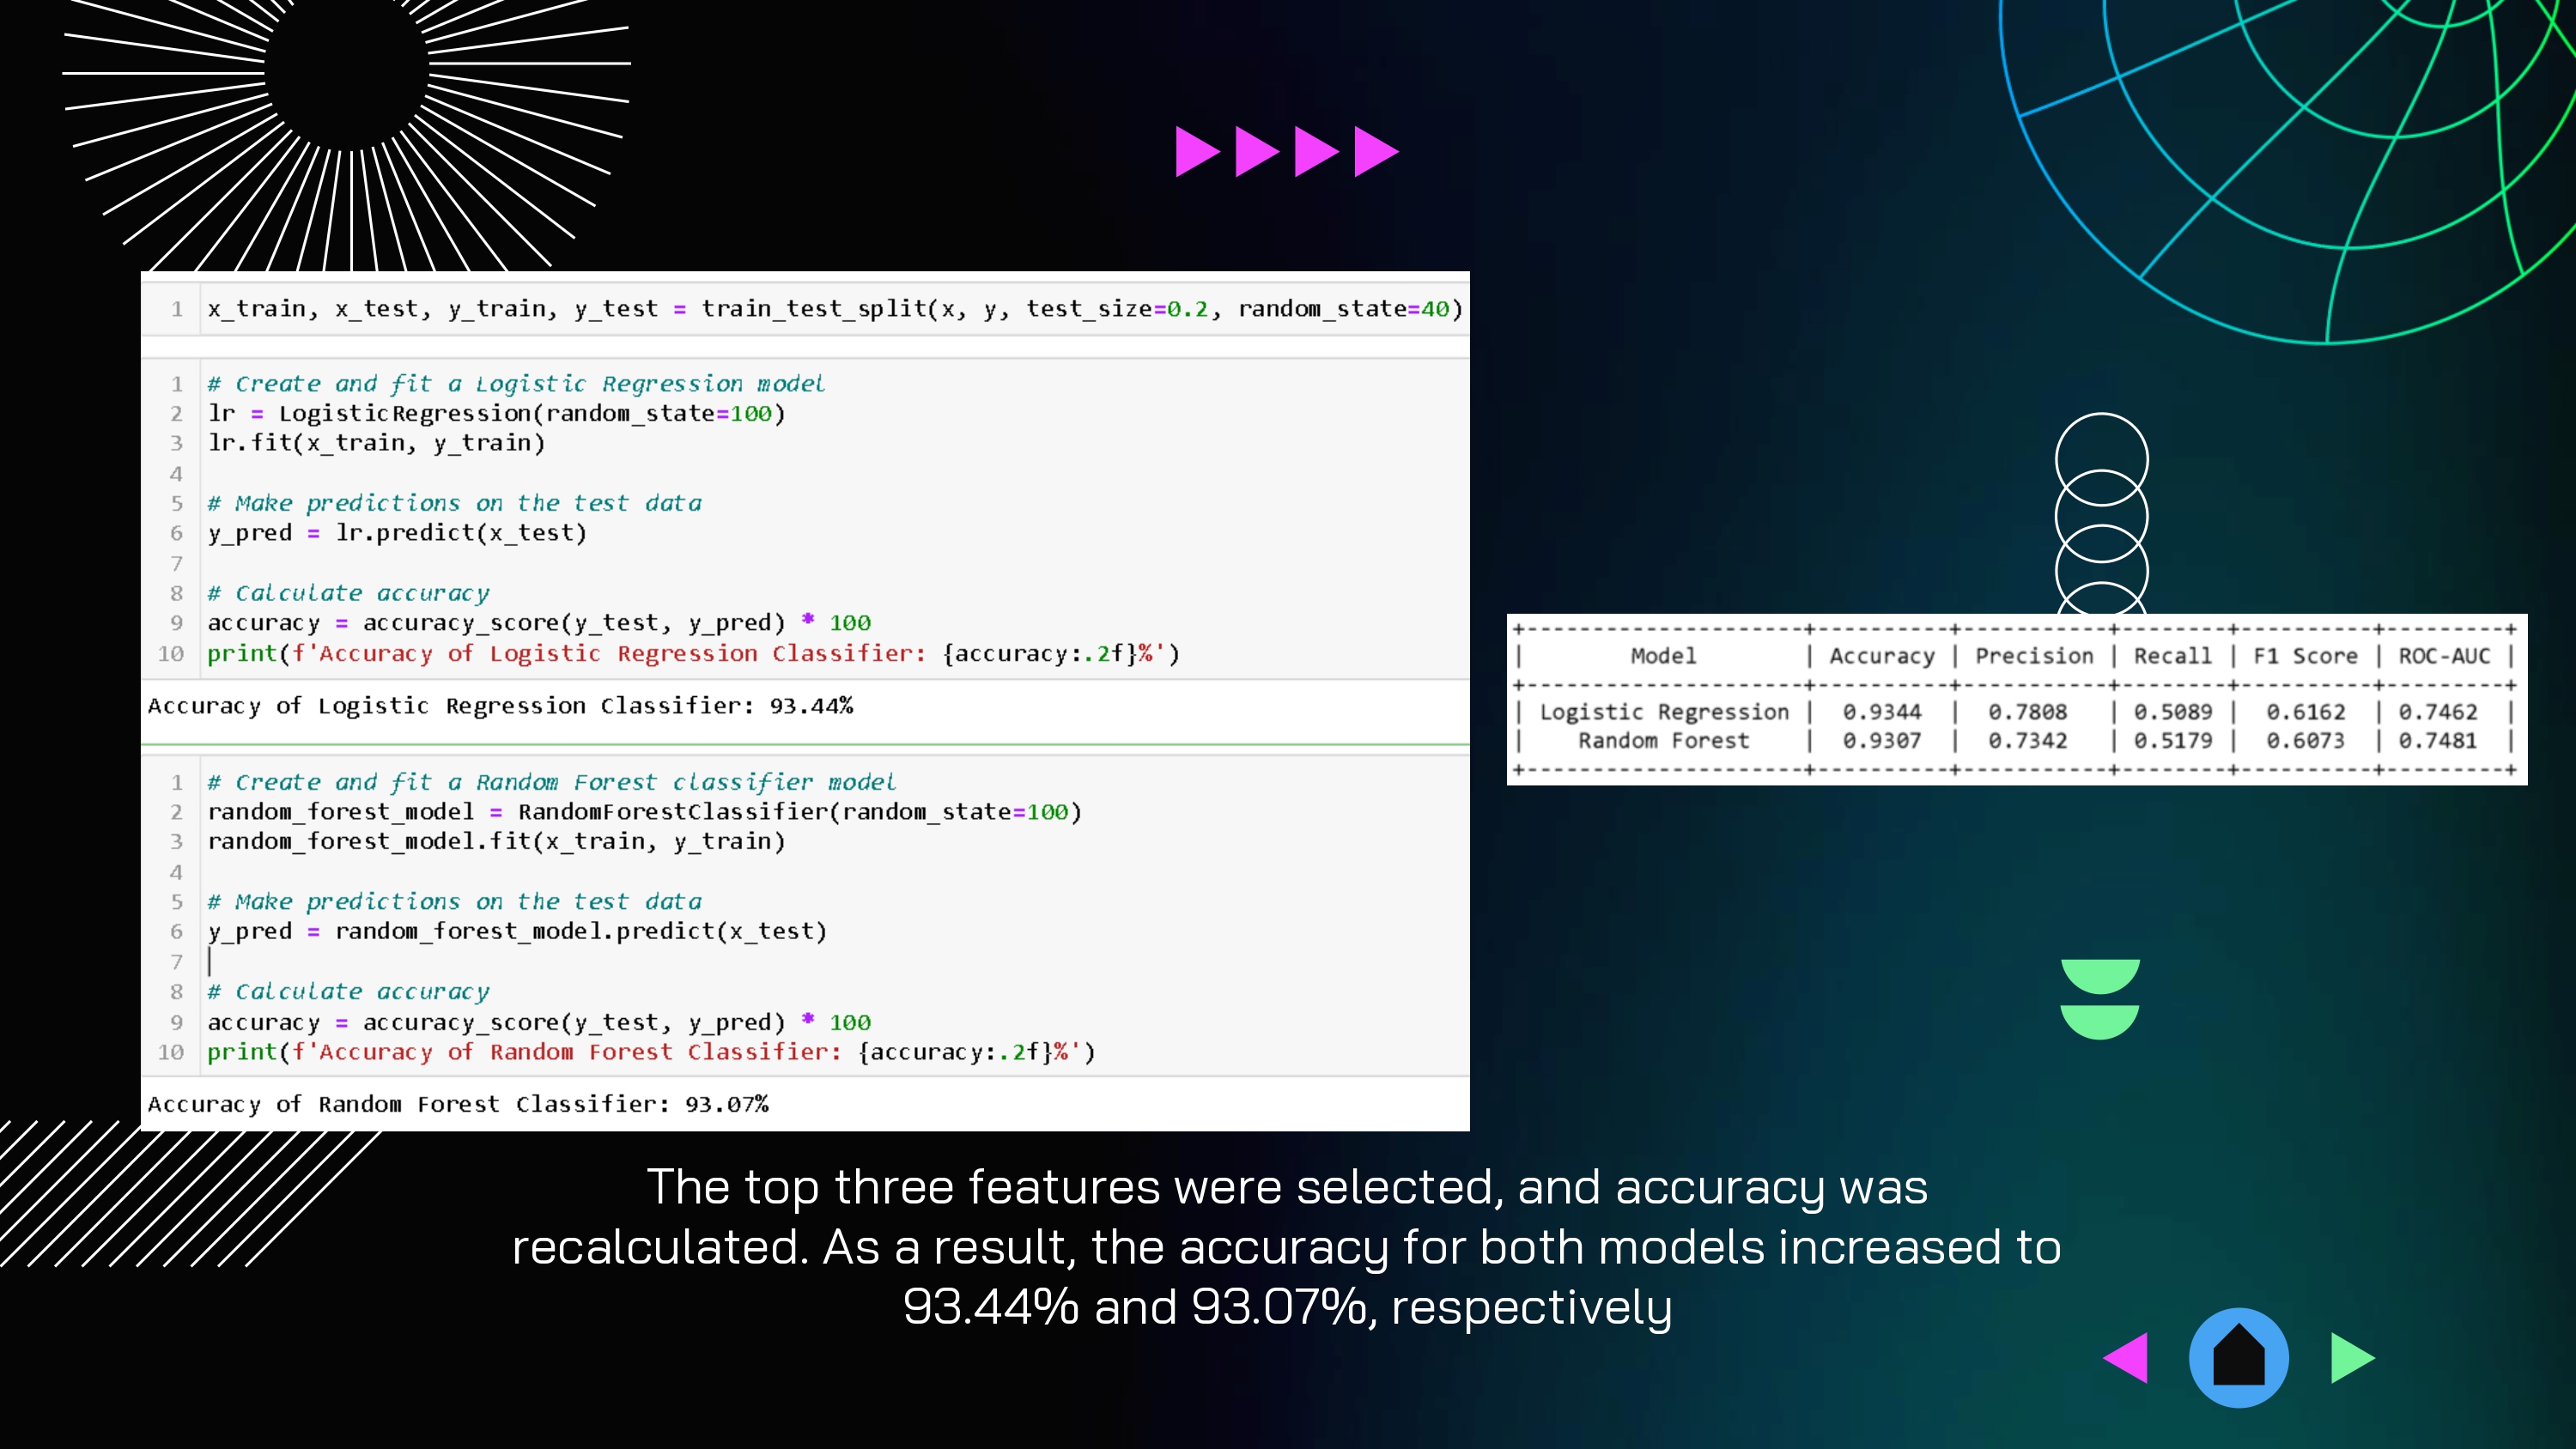 1 x_train, x_test, y_train, y_test = train_test_split(x, y, test_size=0.2, random_state=40)
1 # Create and fit a Logistic Regression model
2 lr = LogisticRegression(random_state=100)
3 lr.fit(x_train, y_train)
4
5 # Make predictions on the test data
6 y_pred = lr.predict(x_test)
7
8 # Calculate accuracy
9 accuracy = accuracy_score(y_test, y_pred) * 100
10 print(f'Accuracy of Logistic Regression Classifier: {accuracy:.2f}%')
Accuracy of Logistic Regression Classifier: 93.44%
1 # Create and fit a Random Forest classifier model
2 random_forest_model = RandomForestClassifier(random_state=100)
3 random_forest_model.fit(x_train, y_train)
4
5 # Make predictions on the test data
6 y_pred = random_forest_model.predict(x_test)
7
8 # Calculate accuracy
9 accuracy = accuracy_score(y_test, y_pred) * 100
10 print(f'Accuracy of Random Forest Classifier: {accuracy:.2f}%')
Accuracy of Random Forest Classifier: 93.07%
+---------------------+----------+-----------+--------+----------+---------+
| Model | Accuracy | Precision | Recall | F1 Score | ROC-AUC |
+---------------------+----------+-----------+--------+----------+---------+
| Logistic Regression | 0.9344 | 0.7808 | 0.5089 | 0.6162 | 0.7462 |
| Random Forest | 0.9307 | 0.7342 | 0.5179 | 0.6073 | 0.7481 |
+---------------------+----------+-----------+--------+----------+---------+
The top three features were selected, and accuracy was
recalculated. As a result, the accuracy for both models increased to
93.44% and 93.07%, respectively